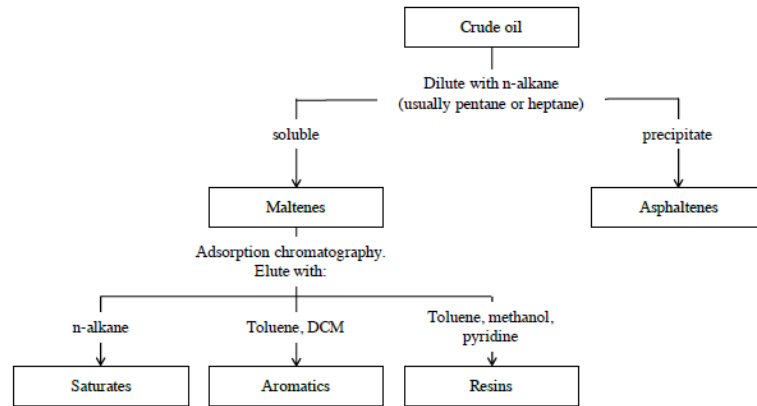 Crude oil
Dilute with n-alkane
(usually pentane or heptane)
soluble
precipitate
Maltenes
Asphaltenes
Adsorption chromatography.
Elute with:
n-alkane
Toluene, DCM
Toluene, methanol,
pyridine
Saturates
Aromatics
Resins